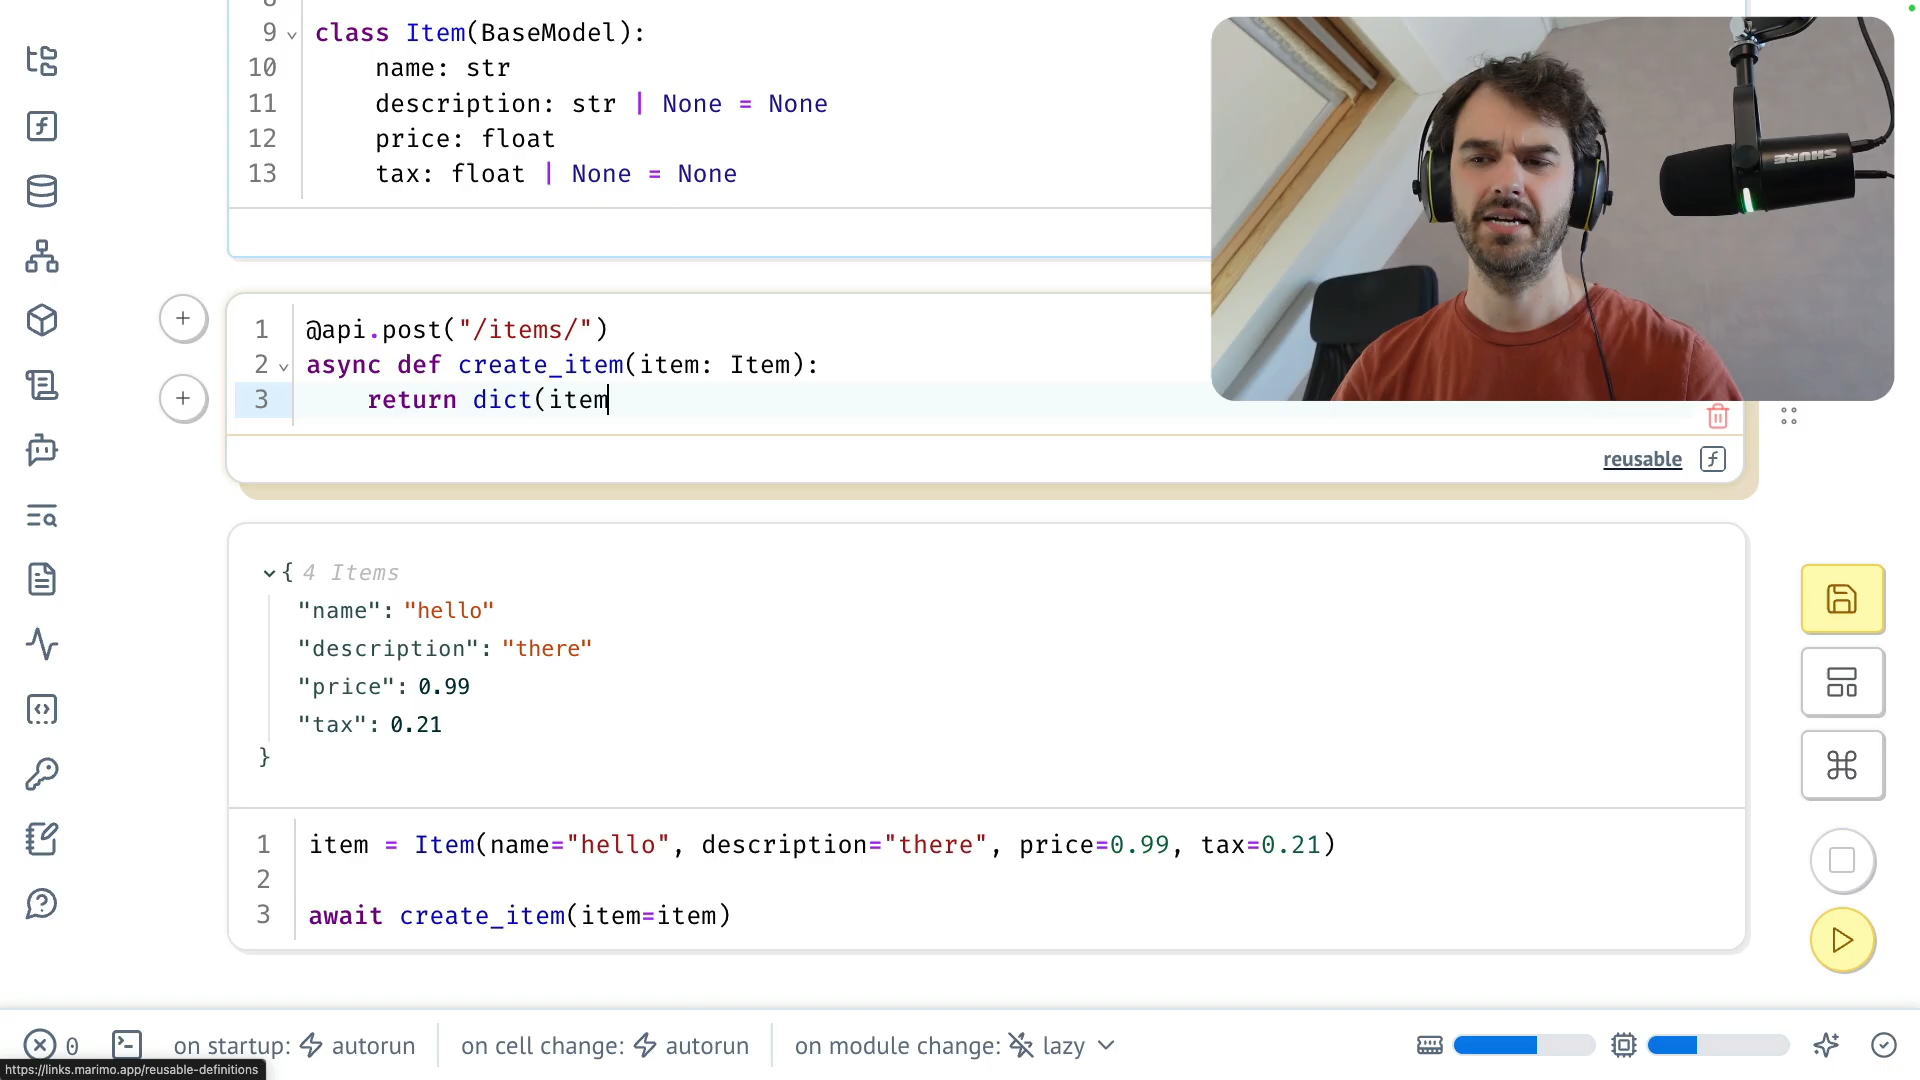 8
9 class Item(BaseModel):
10 name: str
11 description: str | None = None
12 price: float
13 tax: float | None = None
SHURE
1 @api.post("/items/")
2 async def create_item(item: Item):
3 return dict(item
reusable
{ 4 Items
"name": "hello"
"description": "there"
"price": 0.99
"tax": 0.21
}
1 item = Item(name="hello", description="there", price=0.99, tax=0.21)
2
3 await create_item(item=item)
0 on startup: autorun on cell change: autorun on module change: lazy
https://links.marimo.app/reusable-definitions